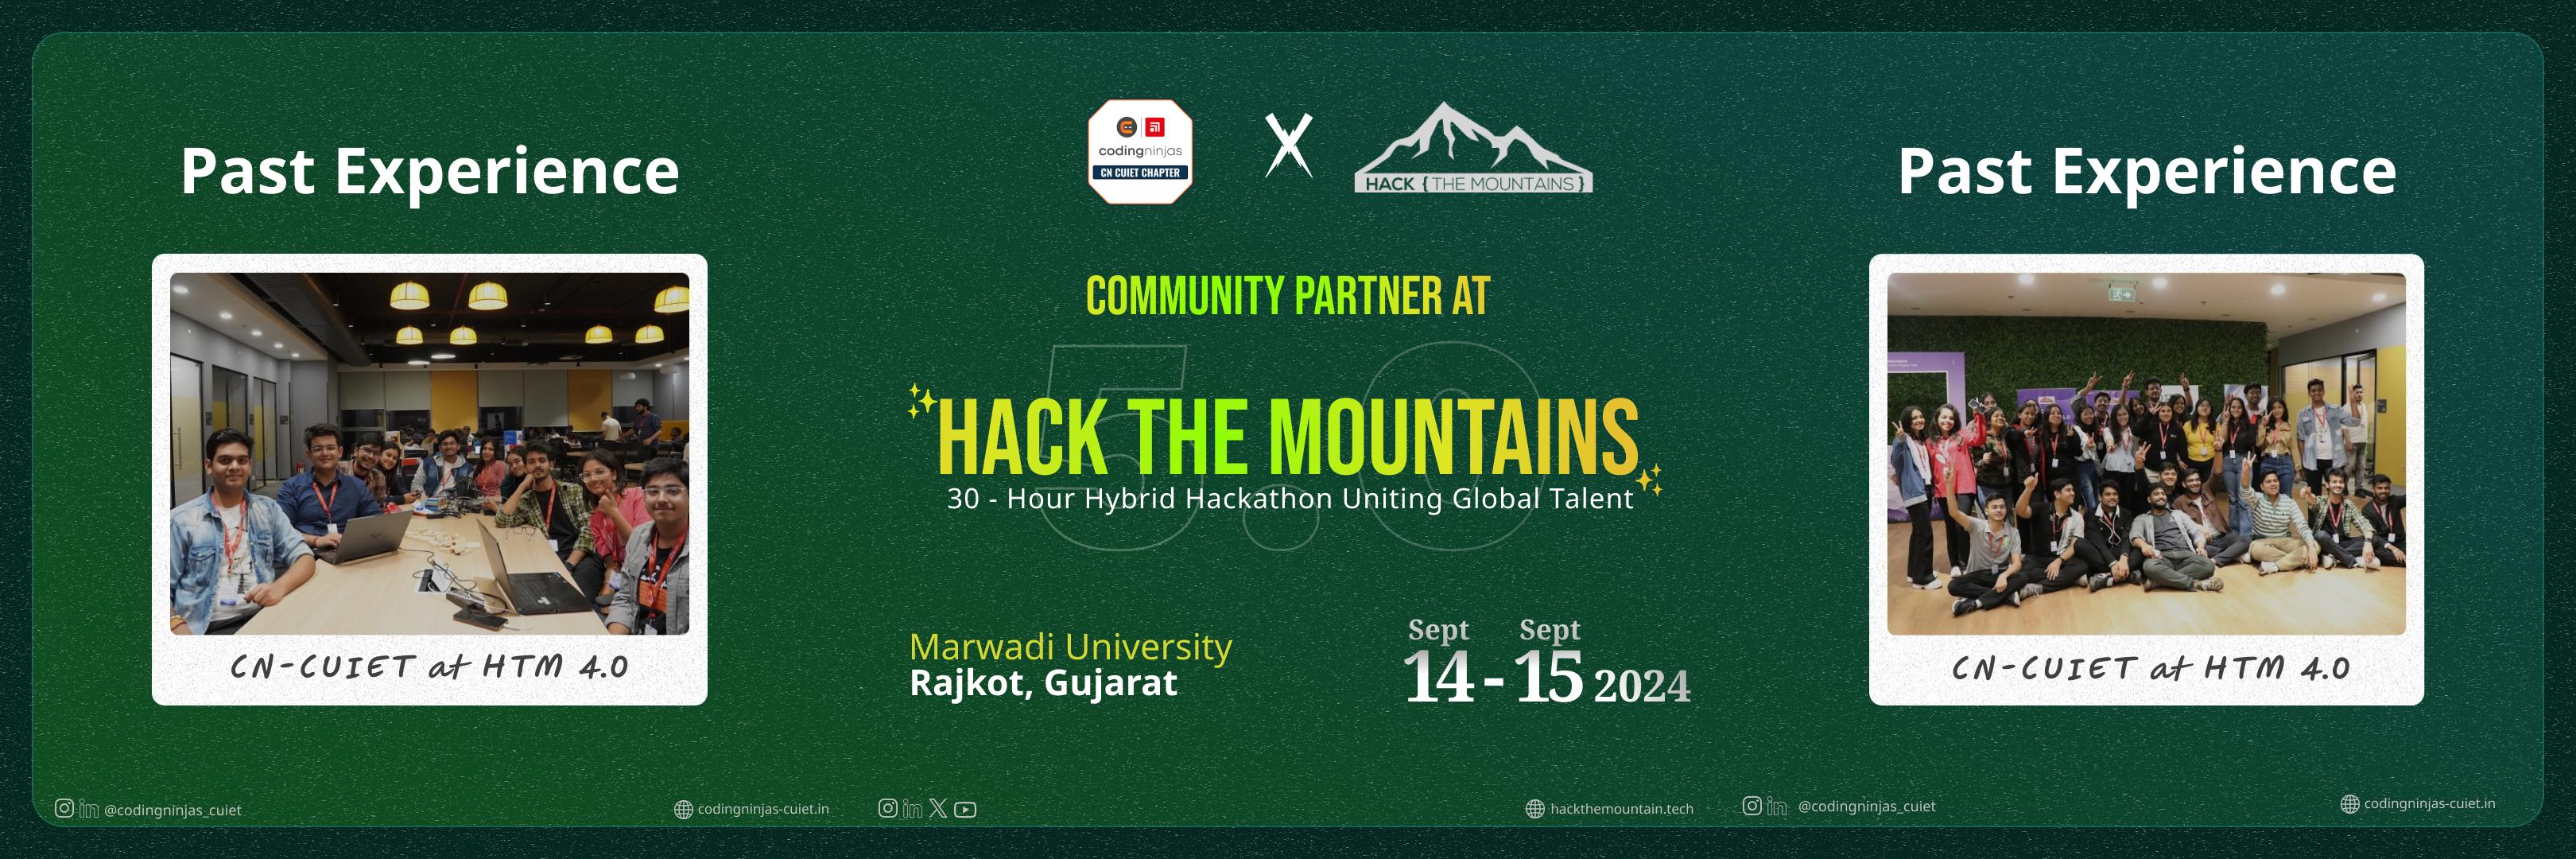 Past Experience
CN-CUIET at HTM 4.0
@codingninjas_cuiet
codingninjas-cuiet.in
codingninjas
CN CUIET CHAPTER
X
HACK { THE MOUNTAINS }
COMMUNITY PARTNER AT
5.0
HACK THE MOUNTAINS
30 - Hour Hybrid Hackathon Uniting Global Talent
Marwadi University
Rajkot, Gujarat
Sept Sept
14 - 15 2024
hackthemountain.tech
Past Experience
CN-CUIET at HTM 4.0
@codingninjas_cuiet
codingninjas-cuiet.in